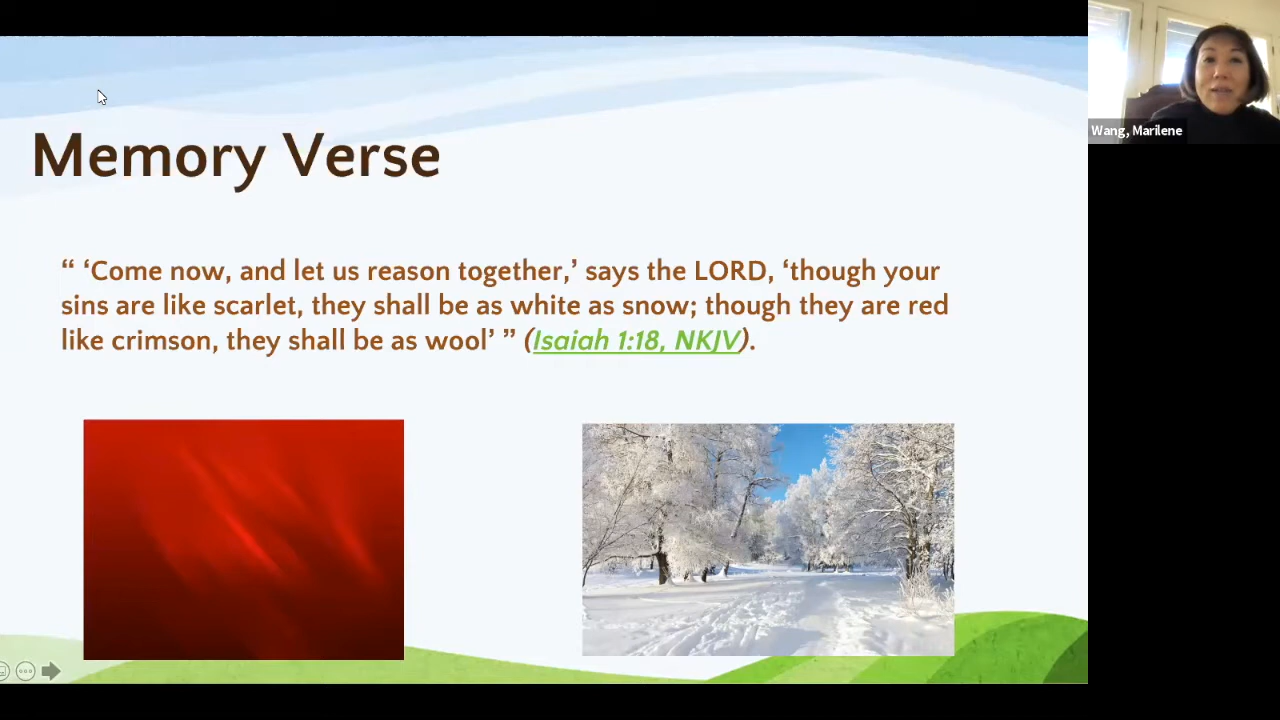 Memory Verse
“ ‘Come now, and let us reason together,’ says the LORD, ‘though your
sins are like scarlet, they shall be as white as snow; though they are red
like crimson, they shall be as wool’ ” (Isaiah 1:18, NKJV).
Wang, Marilene